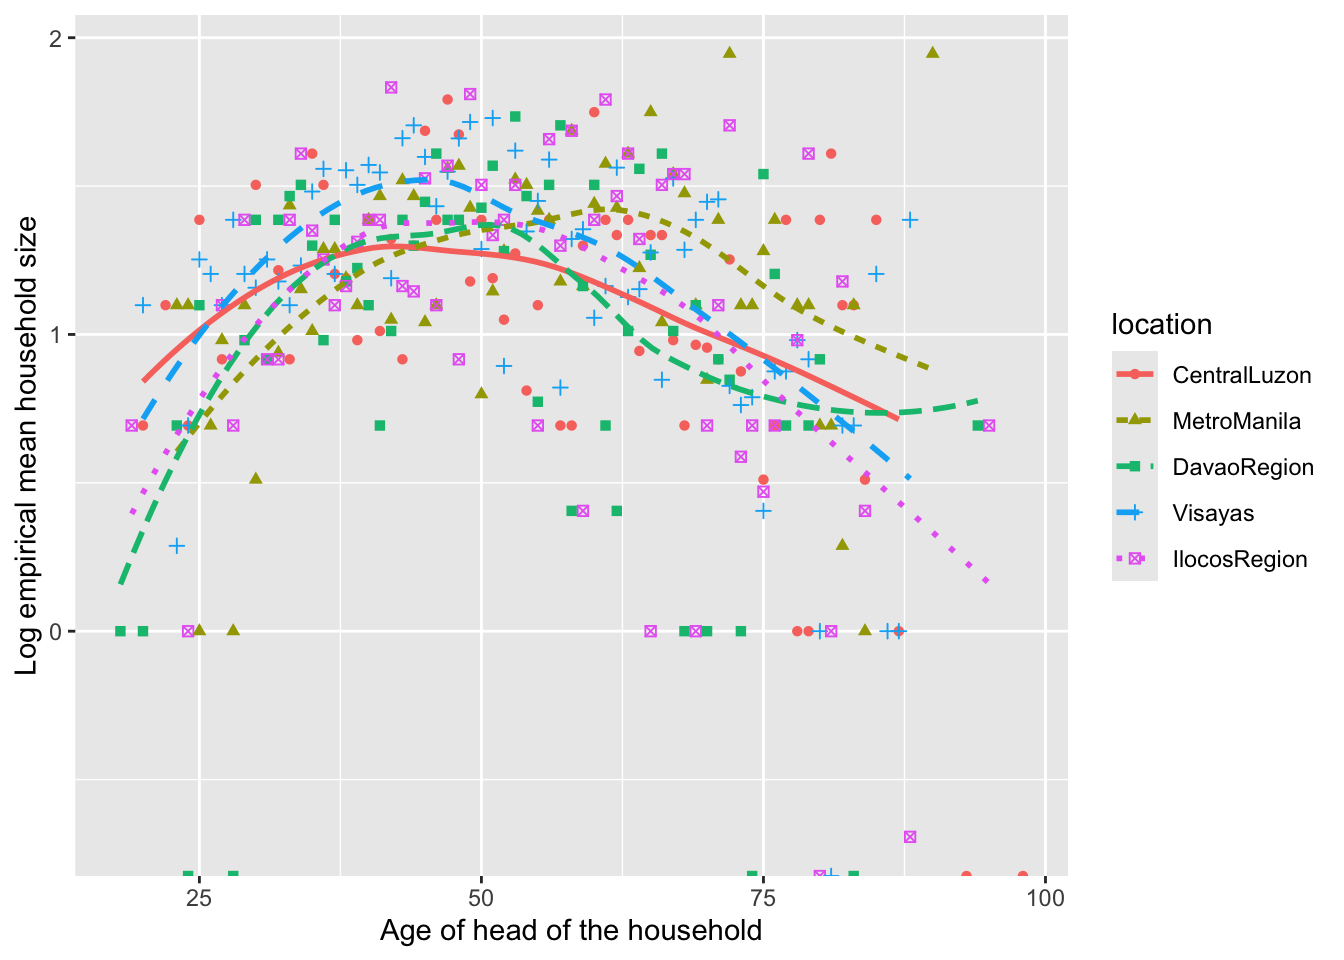 2
1
0
Log empirical mean household size
25
50
75
100
Age of head of the household
location
CentralLuzon
MetroManila
DavaoRegion
Visayas
IlocosRegion